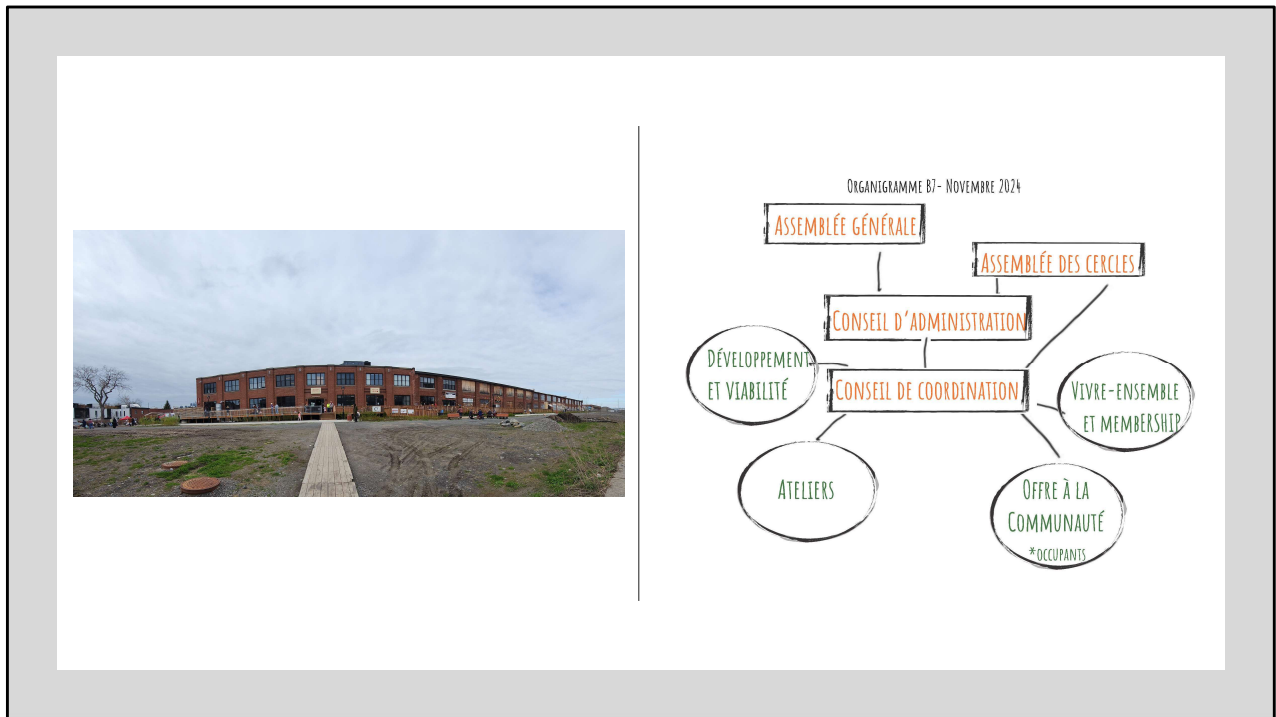 Organigramme B7- Novembre 2024
Assemblée générale
Assemblée des cercles
Conseil d'administration
Développement
et viabilité
Conseil de coordination
Vivre-ensemble
et membership
Ateliers
Offre à la
Communauté
*occupants